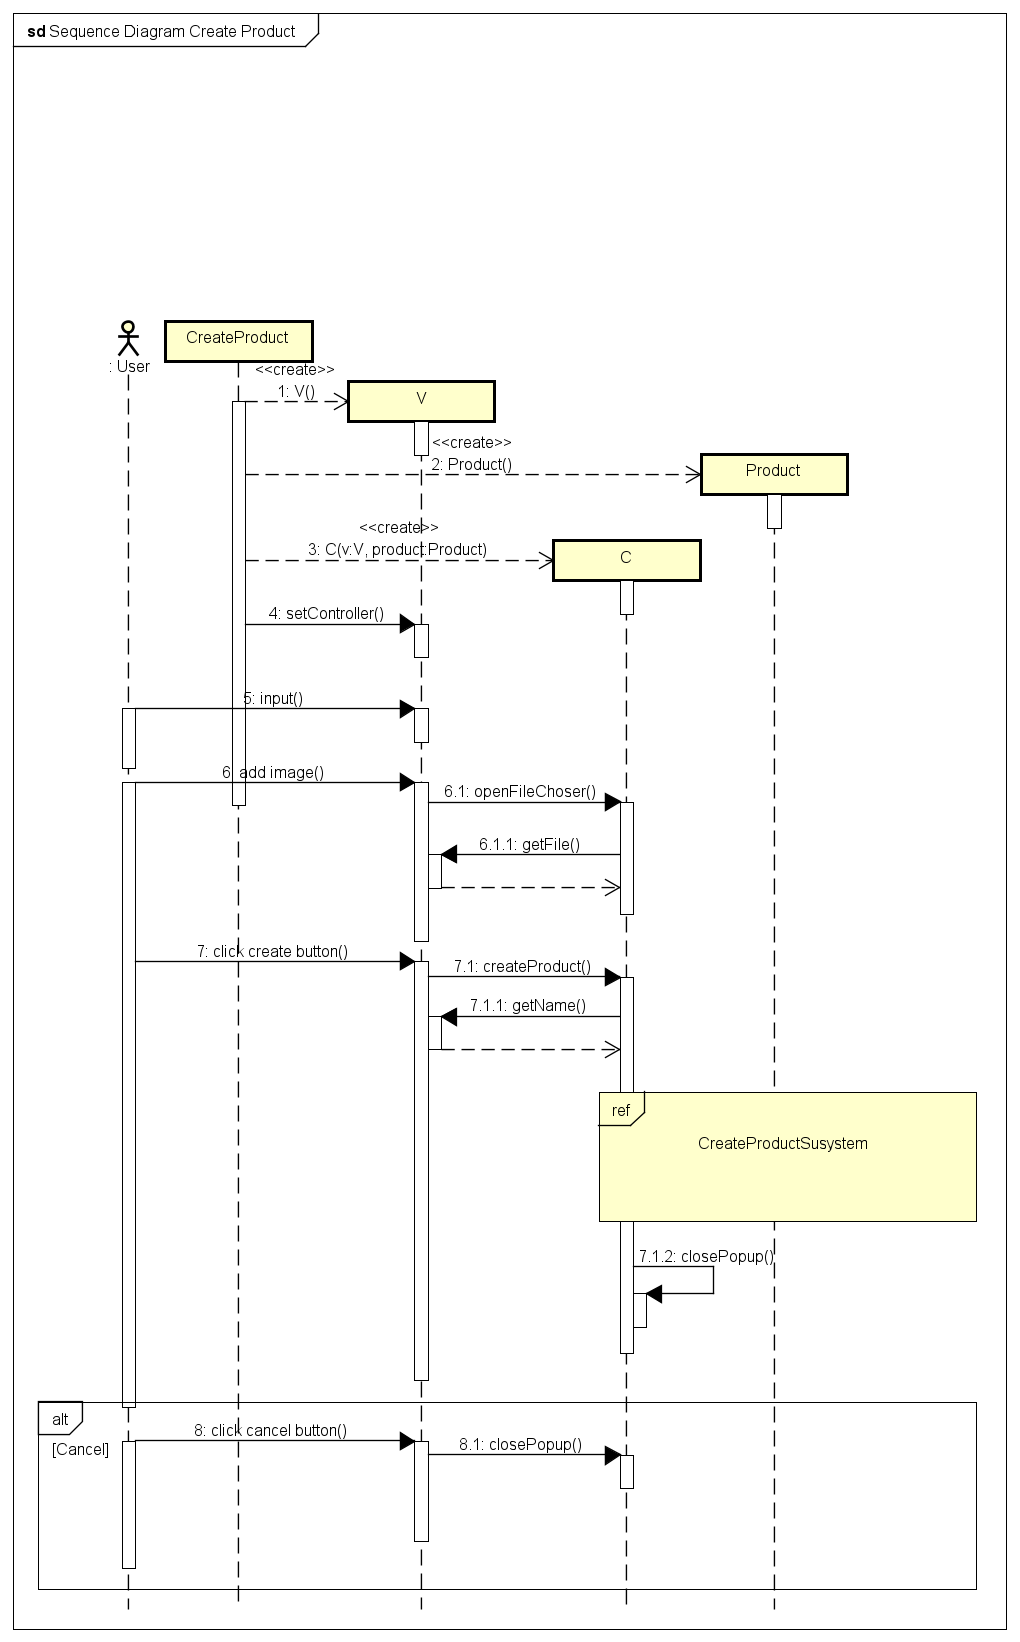 sd Sequence Diagram Create Product
: User
CreateProduct
<<create>>
1: V()
V
<<create>>
2: Product()
Product
<<create>>
3: C(v:V, product:Product)
C
4: setController()
5: input()
6: add image()
6.1: openFileChoser()
6.1.1: getFile()
7: click create button()
7.1: createProduct()
7.1.1: getName()
ref
CreateProductSusystem
7.1.2: closePopup()
alt
[Cancel]
8: click cancel button()
8.1: closePopup()